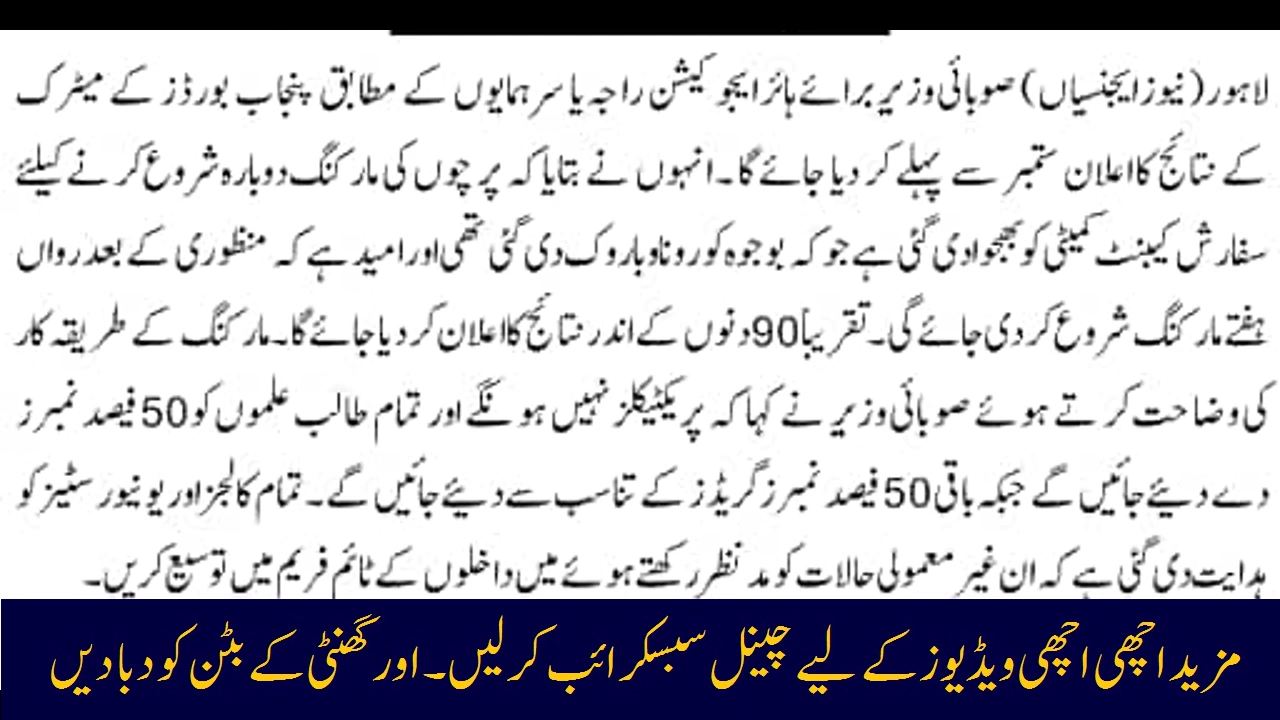 لاہور (نیوز ایجنسیاں) صوبائی وزیر برائے ہائر ایجوکیشن راجہ یاسر ہمایوں کے مطابق پنجاب بورڈز کے میٹرک
کے نتائج کا اعلان ستمبر سے پہلے کر دیا جائے گا۔ انہوں نے بتایا کہ پرچوں کی مارکنگ دوبارہ شروع کرنے کیلئے
سفارش کیبنٹ کمیٹی کو بھجوا دی گئی ہے جو کہ بوجوہ کورونا وبا روک دی گئی تھی اور امید ہے کہ منظوری کے بعد رواں
ہفتے مارکنگ شروع کر دی جائے گی۔ تقریباً 90 دنوں کے اندر نتائج کا اعلان کر دیا جائے گا۔ مارکنگ کے طریقہ کار
کی وضاحت کرتے ہوئے صوبائی وزیر نے کہا کہ پریکٹیکلز نہیں ہونگے اور تمام طالب علموں کو 50 فیصد نمبرز
دے دیئے جائیں گے جبکہ باقی 50 فیصد نمبرز گریڈز کے تناسب سے دیئے جائیں گے۔ تمام کالجز اور یونیورسٹیز کو
ہدایت دی گئی ہے کہ ان غیر معمولی حالات کو مد نظر رکھتے ہوئے میں داخلوں کے ٹائم فریم میں توسیع کریں۔
مزید اچھی اچھی ویڈیوز کے لیے چینل سبسکرائب کر لیں۔ اور گھنٹی کے بٹن کو دبا دیں